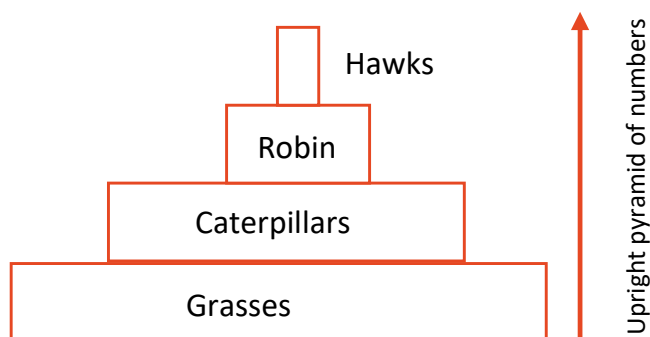 Hawks
Robin
Caterpillars
Grasses
Upright pyramid of numbers